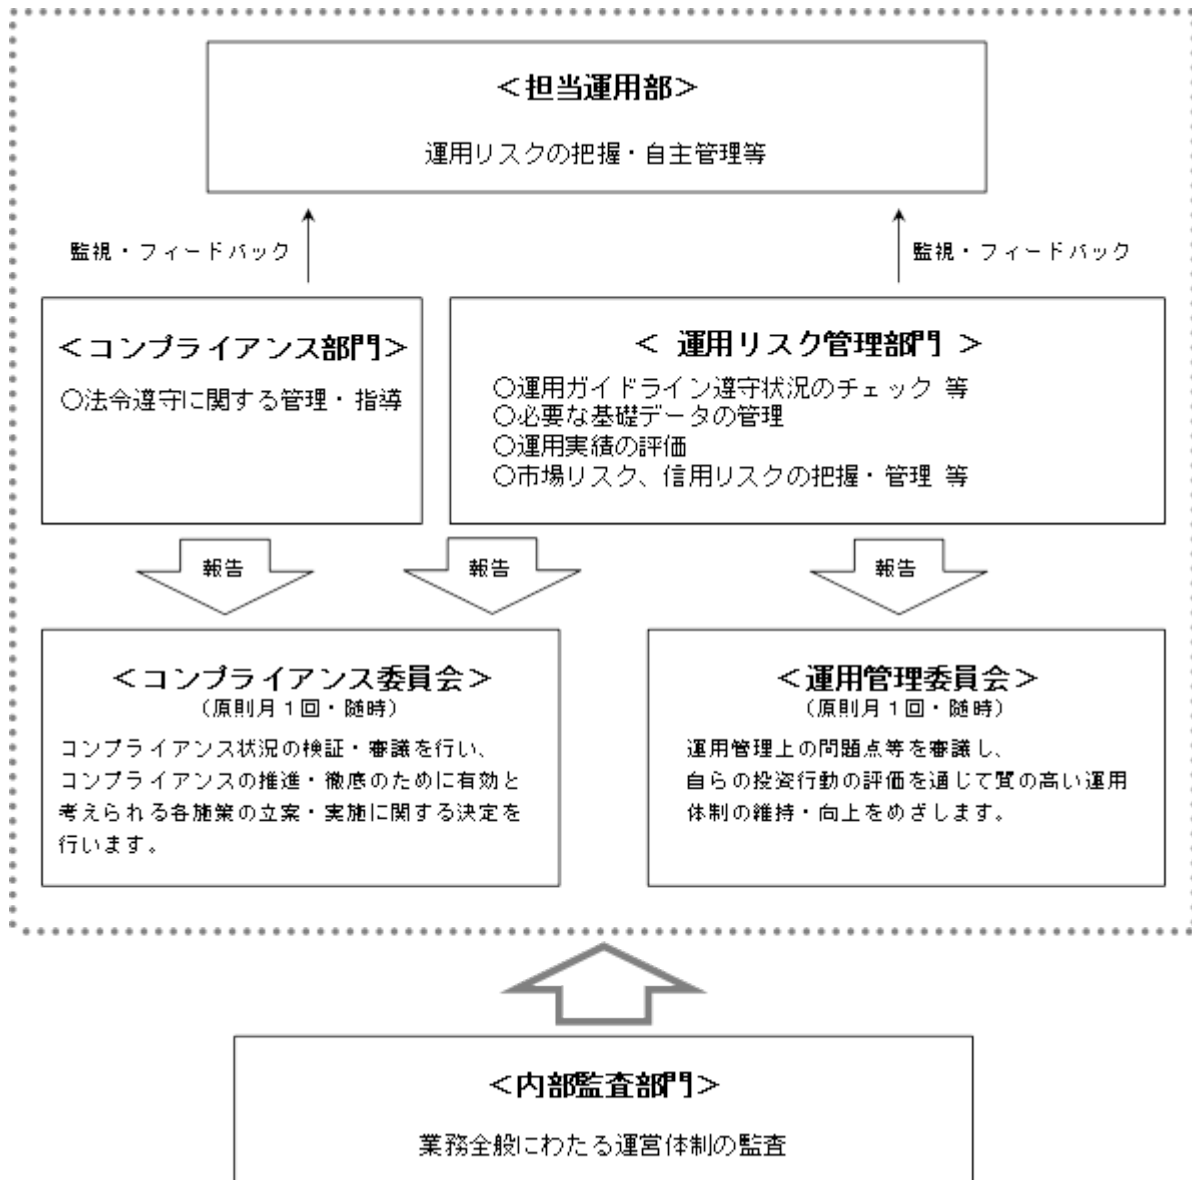 ＜担当運用部＞
運用リスクの把握・自主管理等
監視・フィードバック
監視・フィードバック
＜コンプライアンス部門＞
○法令遵守に関する管理・指導
＜ 運用リスク管理部門 ＞
○運用ガイドライン遵守状況のチェック 等
○必要な基礎データの管理
○運用実績の評価
○市場リスク、信用リスクの把握・管理 等
報告
報告
報告
＜コンプライアンス委員会＞
（原則月１回・随時）
コンプライアンス状況の検証・審議を行い、
コンプライアンスの推進・徹底のために有効と
考えられる各施策の立案・実施に関する決定を
行います。
＜運用管理委員会＞
（原則月１回・随時）
運用管理上の問題点等を審議し、
自らの投資行動の評価を通じて質の高い運用
体制の維持・向上をめざします。
＜内部監査部門＞
業務全般にわたる運営体制の監査